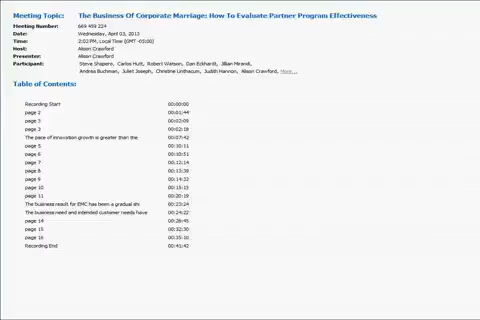 Meeting Topic: The Business Of Corporate Marriage: How To Evaluate Partner Program Effectiveness
Meeting Number: 669 459 224
Date: Wednesday, April 03, 2013
Time: 2:03 PM, Local Time (GMT -05:00)
Host: Alison Crawford
Presenter: Alison Crawford
Participant: Steve Shapero, Carlos Hutt, Robert Watson, Dan Eckhardt, Jillian Mirandi,
Andrea Buchman, Juliet Joseph, Christine Linthacum, Judith Hannon, Alison Crawford, More...
Table of Contents:
Recording Start 00:00:00
page 2 00:01:44
page 3 00:02:09
page 3 00:02:18
The pace of innovation growth is greater than the 00:07:42
page 5 00:10:11
page 6 00:10:51
page 7 00:12:14
page 8 00:13:38
page 9 00:14:32
page 10 00:15:15
page 11 00:20:19
The business result for EMC has been a gradual shi 00:23:24
The business need and intended customer needs have 00:24:22
page 14 00:28:45
page 15 00:32:30
page 16 00:35:10
Recording End 00:41:42